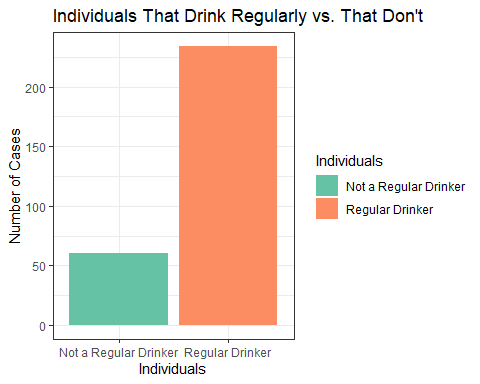 Individuals That Drink Regularly vs. That Don't
Number of Cases
200
150
100
50
0
Not a Regular Drinker
Regular Drinker
Individuals
Individuals
Not a Regular Drinker
Regular Drinker